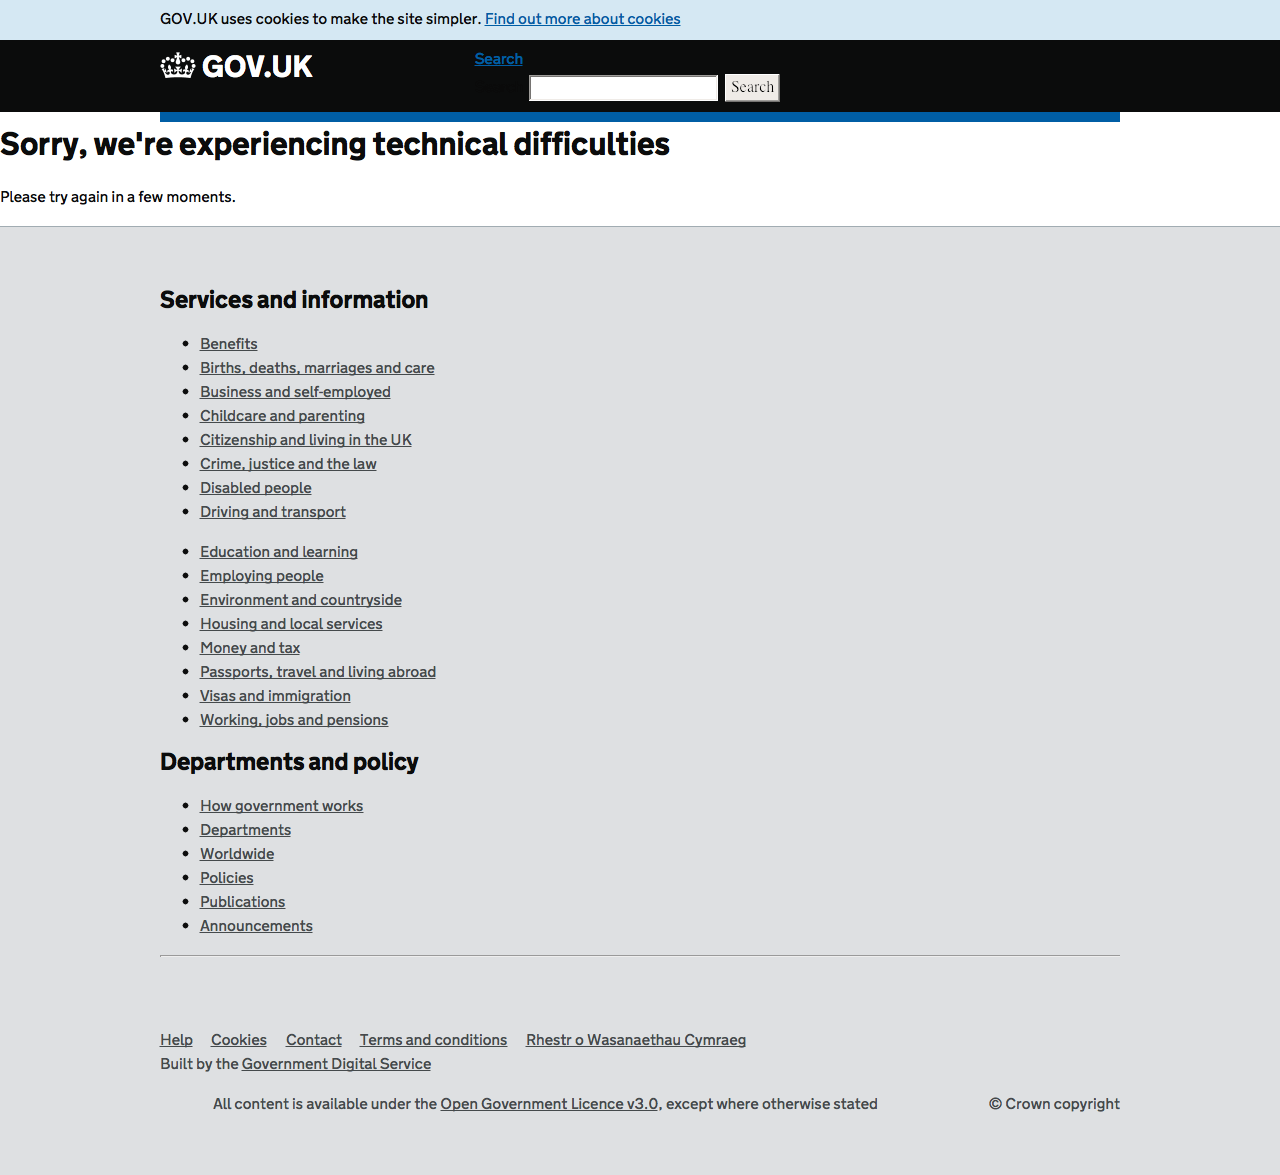 GOV.UK uses cookies to make the site simpler. Find out more about cookies
GOV.UK
Search
Search
Sorry, we're experiencing technical difficulties
Please try again in a few moments.
Services and information
Benefits
Births, deaths, marriages and care
Business and self-employed
Childcare and parenting
Citizenship and living in the UK
Crime, justice and the law
Disabled people
Driving and transport
Education and learning
Employing people
Environment and countryside
Housing and local services
Money and tax
Passports, travel and living abroad
Visas and immigration
Working, jobs and pensions
Departments and policy
How government works
Departments
Worldwide
Policies
Publications
Announcements
Help Cookies Contact Terms and conditions Rhestr o Wasanaethau Cymraeg
Built by the Government Digital Service
All content is available under the Open Government Licence v3.0, except where otherwise stated
© Crown copyright